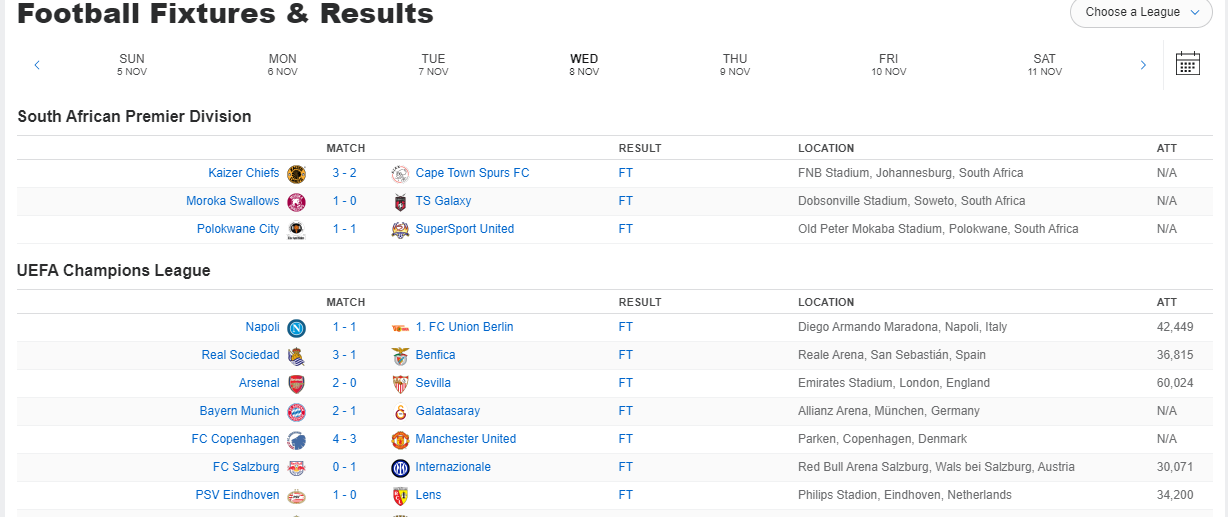 Football Fixtures & Results
Choose a League
SUN MON TUE WED THU FRI SAT
5 NOV 6 NOV 7 NOV 8 NOV 9 NOV 10 NOV 11 NOV
South African Premier Division
MATCH RESULT LOCATION ATT
Kaizer Chiefs 3 - 2 Cape Town Spurs FC FT FNB Stadium, Johannesburg, South Africa N/A
Moroka Swallows 1 - 0 TS Galaxy FT Dobsonville Stadium, Soweto, South Africa N/A
Polokwane City 1 - 1 SuperSport United FT Old Peter Mokaba Stadium, Polokwane, South Africa N/A
UEFA Champions League
MATCH RESULT LOCATION ATT
Napoli 1 - 1 1. FC Union Berlin FT Diego Armando Maradona, Napoli, Italy 42,449
Real Sociedad 3 - 1 Benfica FT Reale Arena, San Sebastián, Spain 36,815
Arsenal 2 - 0 Sevilla FT Emirates Stadium, London, England 60,024
Bayern Munich 2 - 1 Galatasaray FT Allianz Arena, München, Germany N/A
FC Copenhagen 4 - 3 Manchester United FT Parken, Copenhagen, Denmark N/A
FC Salzburg 0 - 1 Internazionale FT Red Bull Arena Salzburg, Wals bei Salzburg, Austria 30,071
PSV Eindhoven 1 - 0 Lens FT Philips Stadion, Eindhoven, Netherlands 34,200